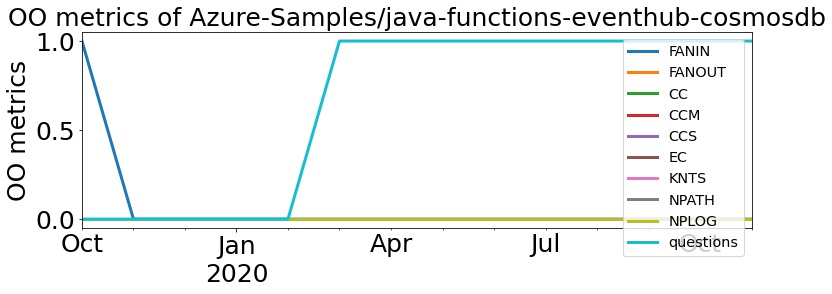 OO metrics of Azure-Samples/java-functions-eventhub-cosmosdb
OO metrics
1.0
0.5
0.0
Oct
Jan
2020
Apr
Jul
Oct
FANIN
FANOUT
CC
CCM
CCS
EC
KNTS
NPATH
NPLOG
questions